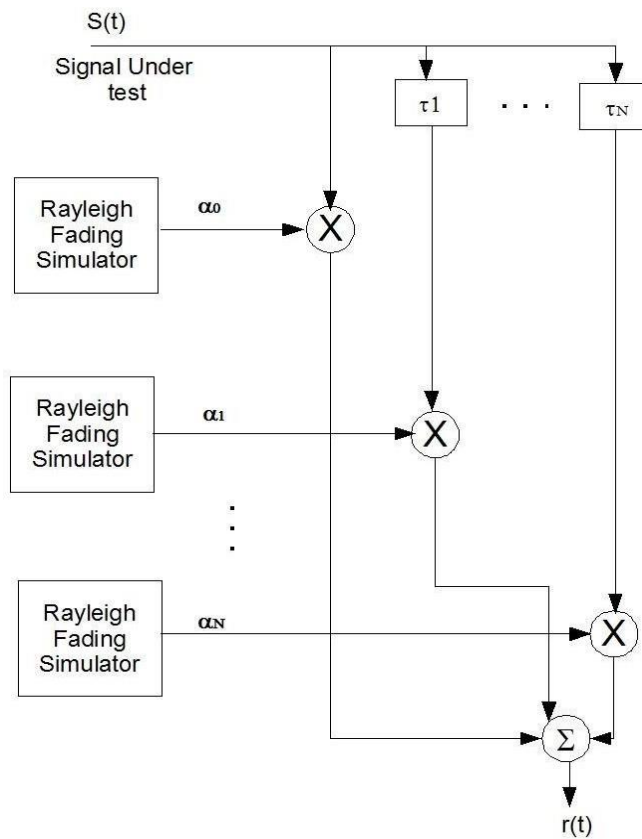 S(t)
Signal Under
test
τ1
. . .
τN
Rayleigh
Fading
Simulator
α0
X
Rayleigh
Fading
Simulator
α1
X
Rayleigh
Fading
Simulator
αN
X
Σ
r(t)